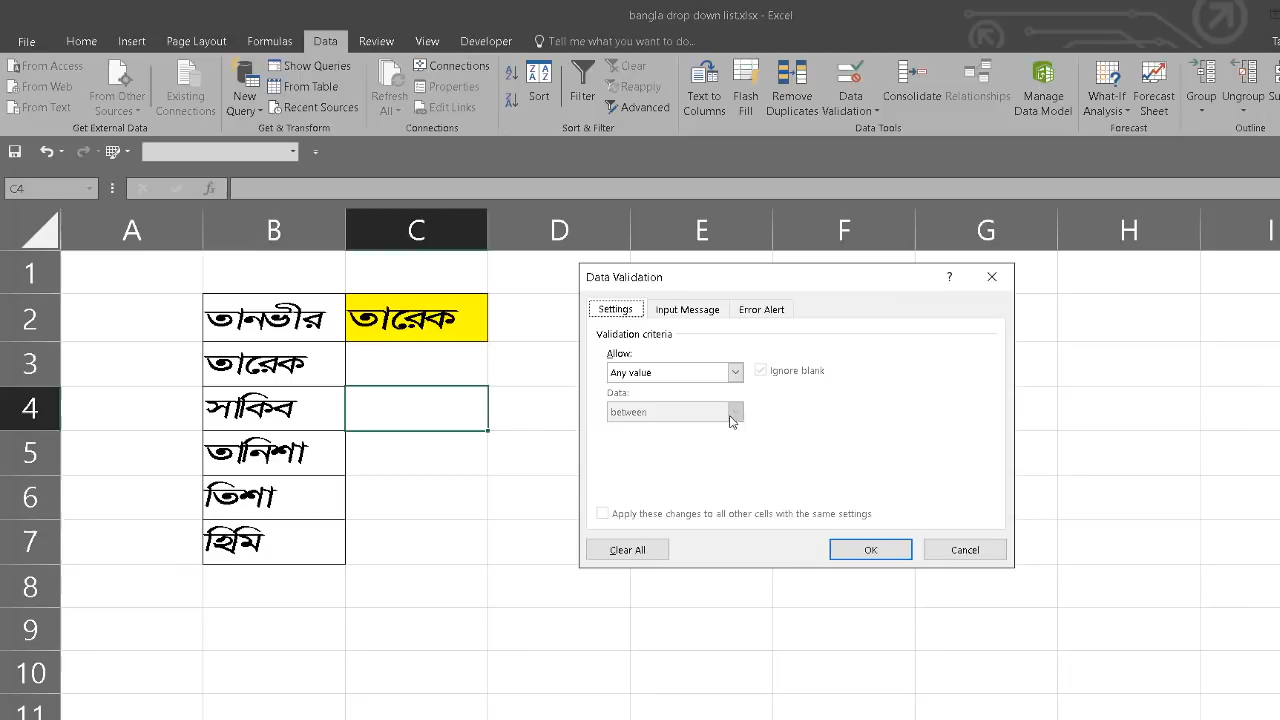 bangla drop down list.xlsx - Excel
File Home Insert Page Layout Formulas Data Review View Developer Tell me what you want to do...
From Access
From Web
From Text
From Other Sources
Existing Connections
Get External Data
New Query
Show Queries
From Table
Recent Sources
Get & Transform
Refresh All
Connections
Properties
Edit Links
Connections
Sort
Filter
Clear
Reapply
Advanced
Sort & Filter
Text to Columns
Flash Fill
Remove Duplicates
Data Validation
Consolidate
Relationships
Manage Data Model
Data Tools
What-If Analysis
Forecast Sheet
Forecast
Group
Ungroup
Outline
C4 fx
A B C D E F G H I
1
2 তানভীর তারেক
3 তারেক
4 সাকিব
5 তানিশা
6 তিশা
7 হিমি
8
9
10
11
Data Validation ?
Settings Input Message Error Alert
Validation criteria
Allow:
Any value Ignore blank
Data:
between
Apply these changes to all other cells with the same settings
Clear All OK Cancel